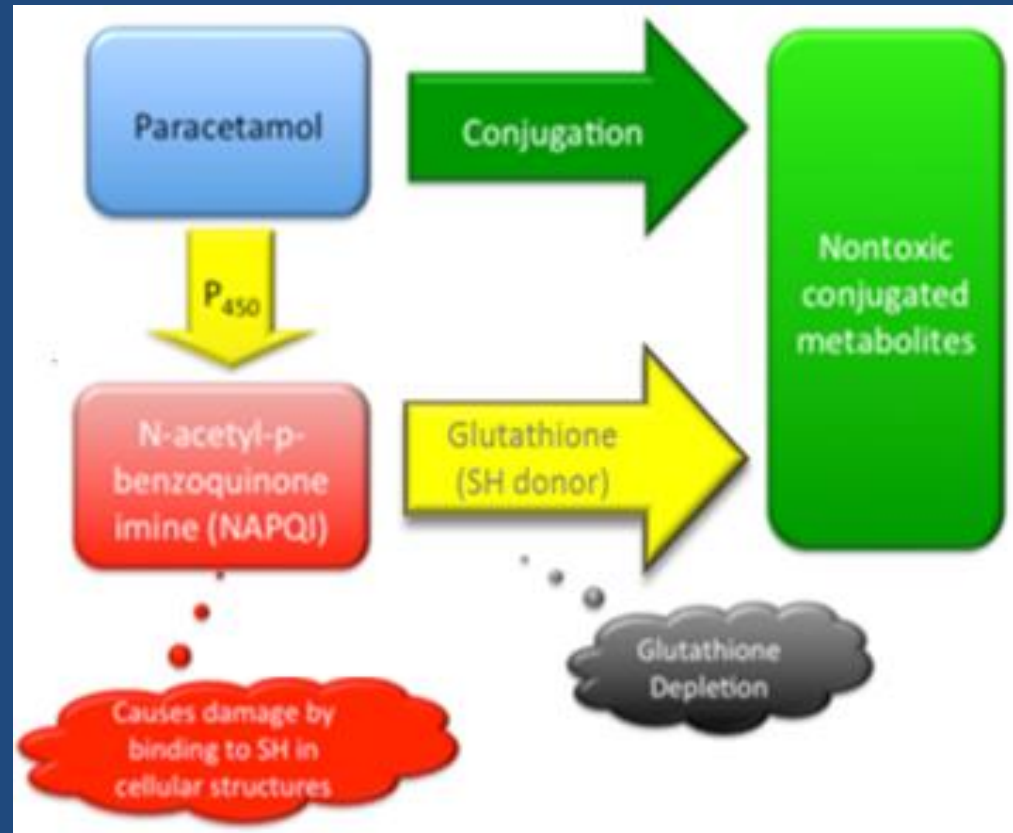 Paracetamol
Conjugation
Nontoxic
conjugated
metabolites
P450
N-acetyl-p-
benzoquinone
imine (NAPQI)
Glutathione
(SH donor)
Glutathione
Depletion
Causes damage by
binding to SH in
cellular structures